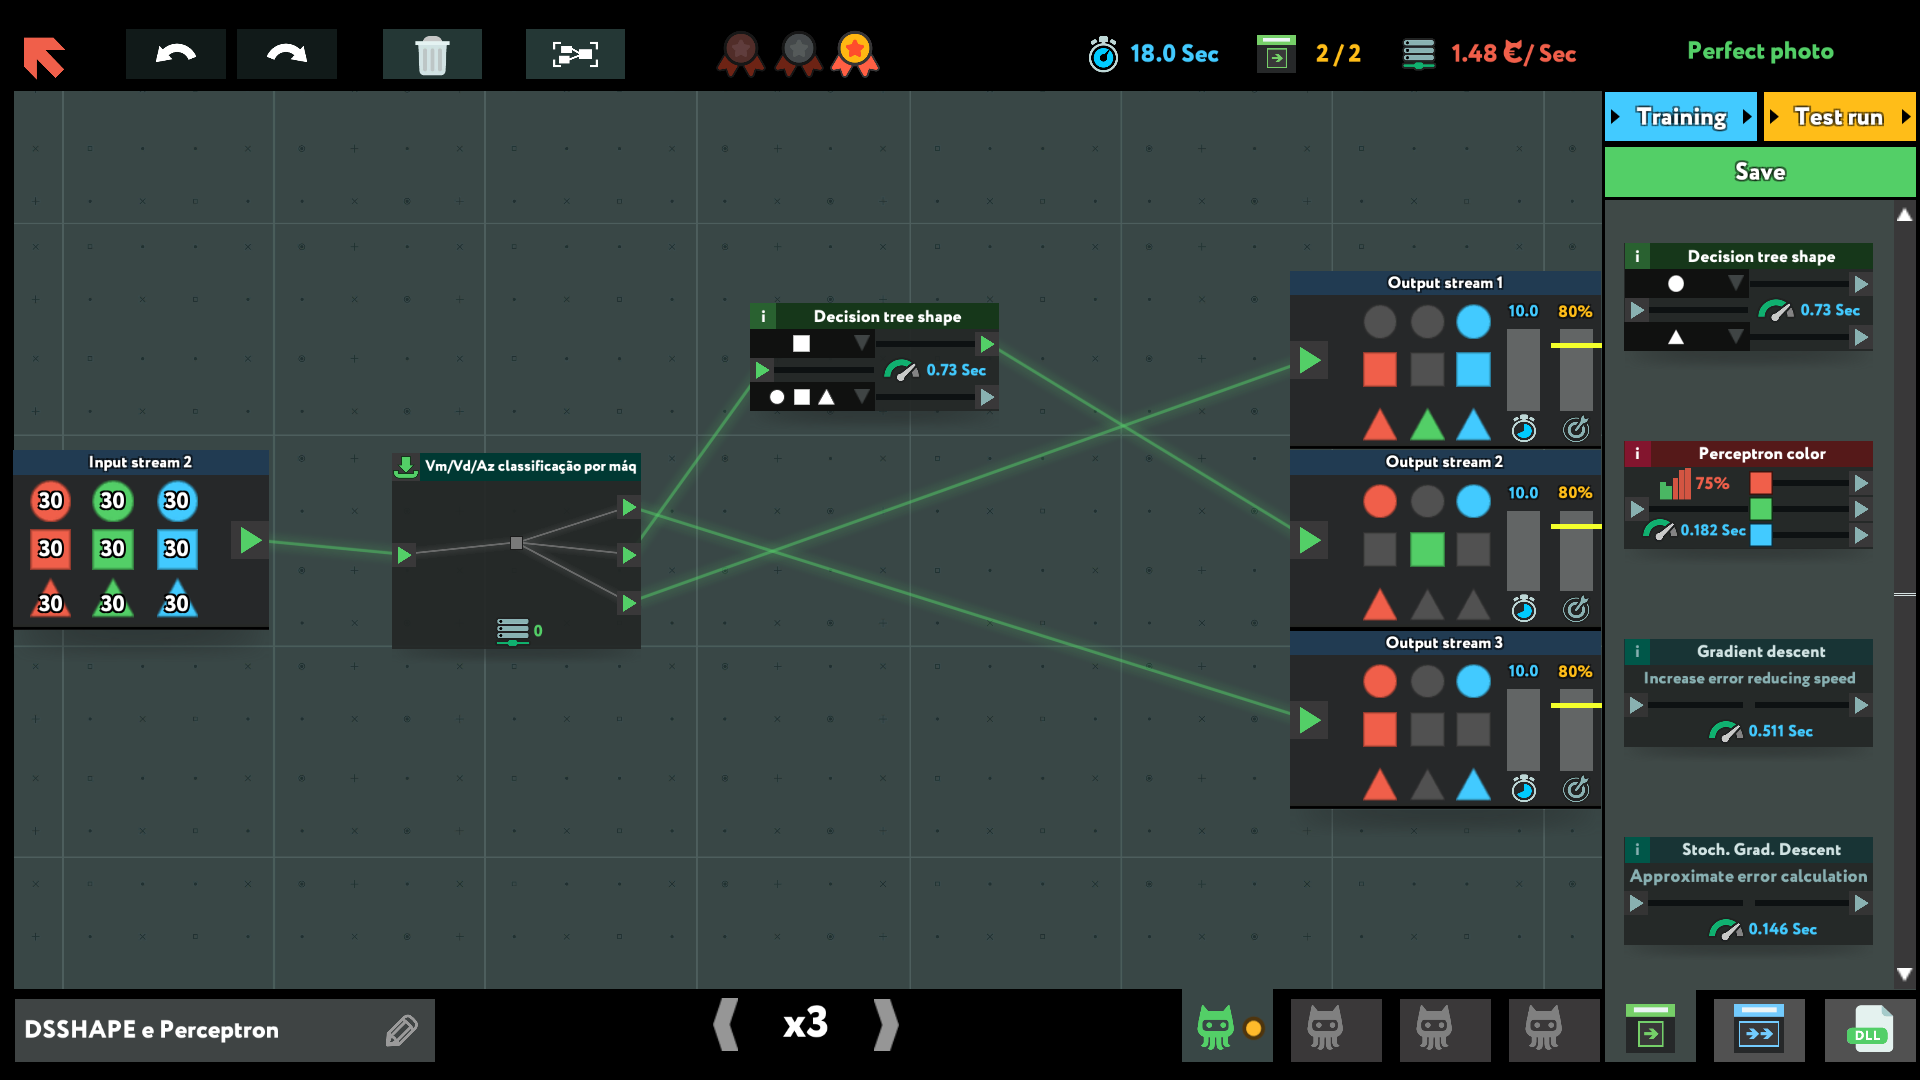 18.0 Sec
2/2
1.48 €/ Sec
Perfect photo
Training
Test run
Save
Input stream 2
30 30 30
30 30 30
30 30 30
Vm/Vd/Az classificação por máq
0
i Decision tree shape
0.73 Sec
Output stream 1
10.0 80%
Output stream 2
10.0 80%
Output stream 3
10.0 80%
i Decision tree shape
0.73 Sec
i Perceptron color
75%
0.182 Sec
i Gradient descent
Increase error reducing speed
0.511 Sec
i Stoch. Grad. Descent
Approximate error calculation
0.146 Sec
DSSHAPE e Perceptron
x3
DLL